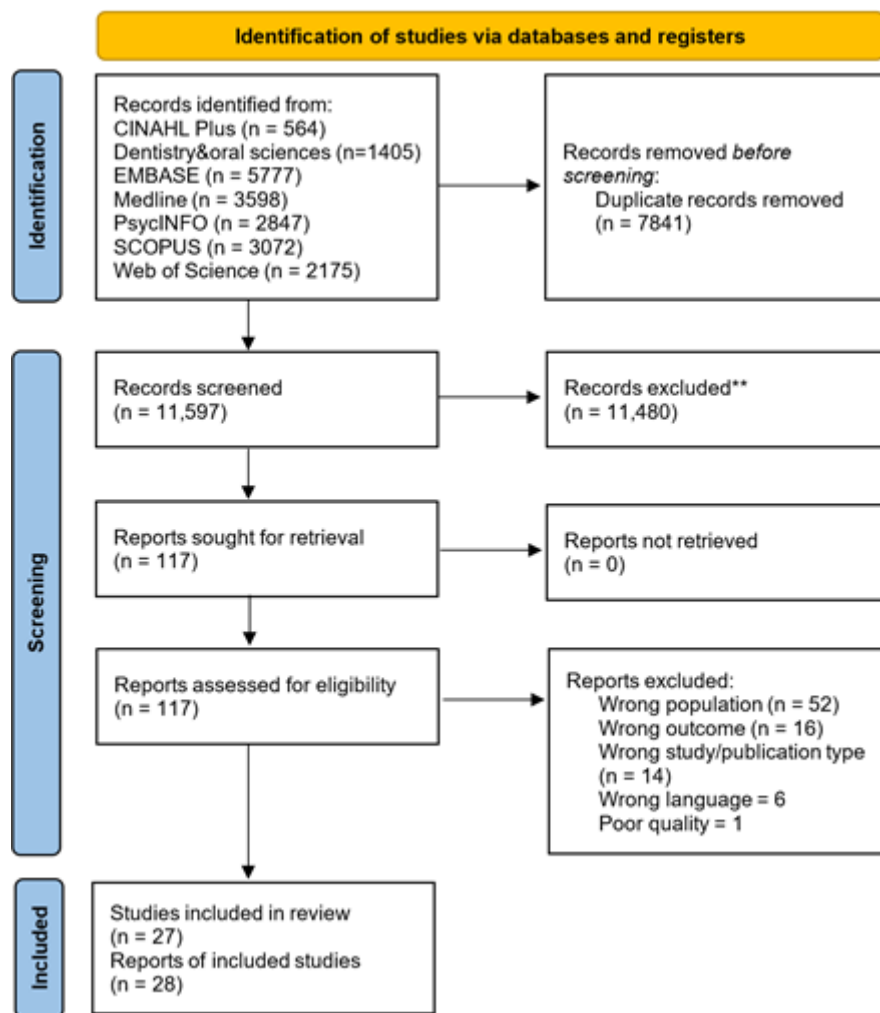 Identification of studies via databases and registers
Identification
Records identified from:
CINAHL Plus (n = 564)
Dentistry&oral sciences (n=1405)
EMBASE (n = 5777)
Medline (n = 3598)
PsycINFO (n = 2847)
SCOPUS (n = 3072)
Web of Science (n = 2175)
Records removed before
screening:
Duplicate records removed
(n = 7841)
Screening
Records screened
(n = 11,597)
Records excluded**
(n = 11,480)
Reports sought for retrieval
(n = 117)
Reports not retrieved
(n = 0)
Reports assessed for eligibility
(n = 117)
Reports excluded:
Wrong population (n = 52)
Wrong outcome (n = 16)
Wrong study/publication type
(n = 14)
Wrong language = 6
Poor quality = 1
Included
Studies included in review
(n = 27)
Reports of included studies
(n = 28)